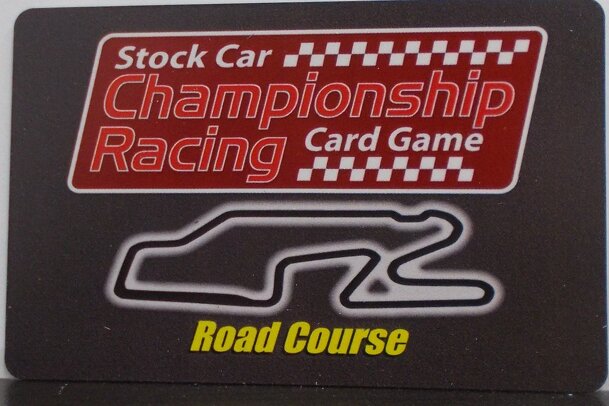 Stock Car
Championship
Racing Card Game
Road Course